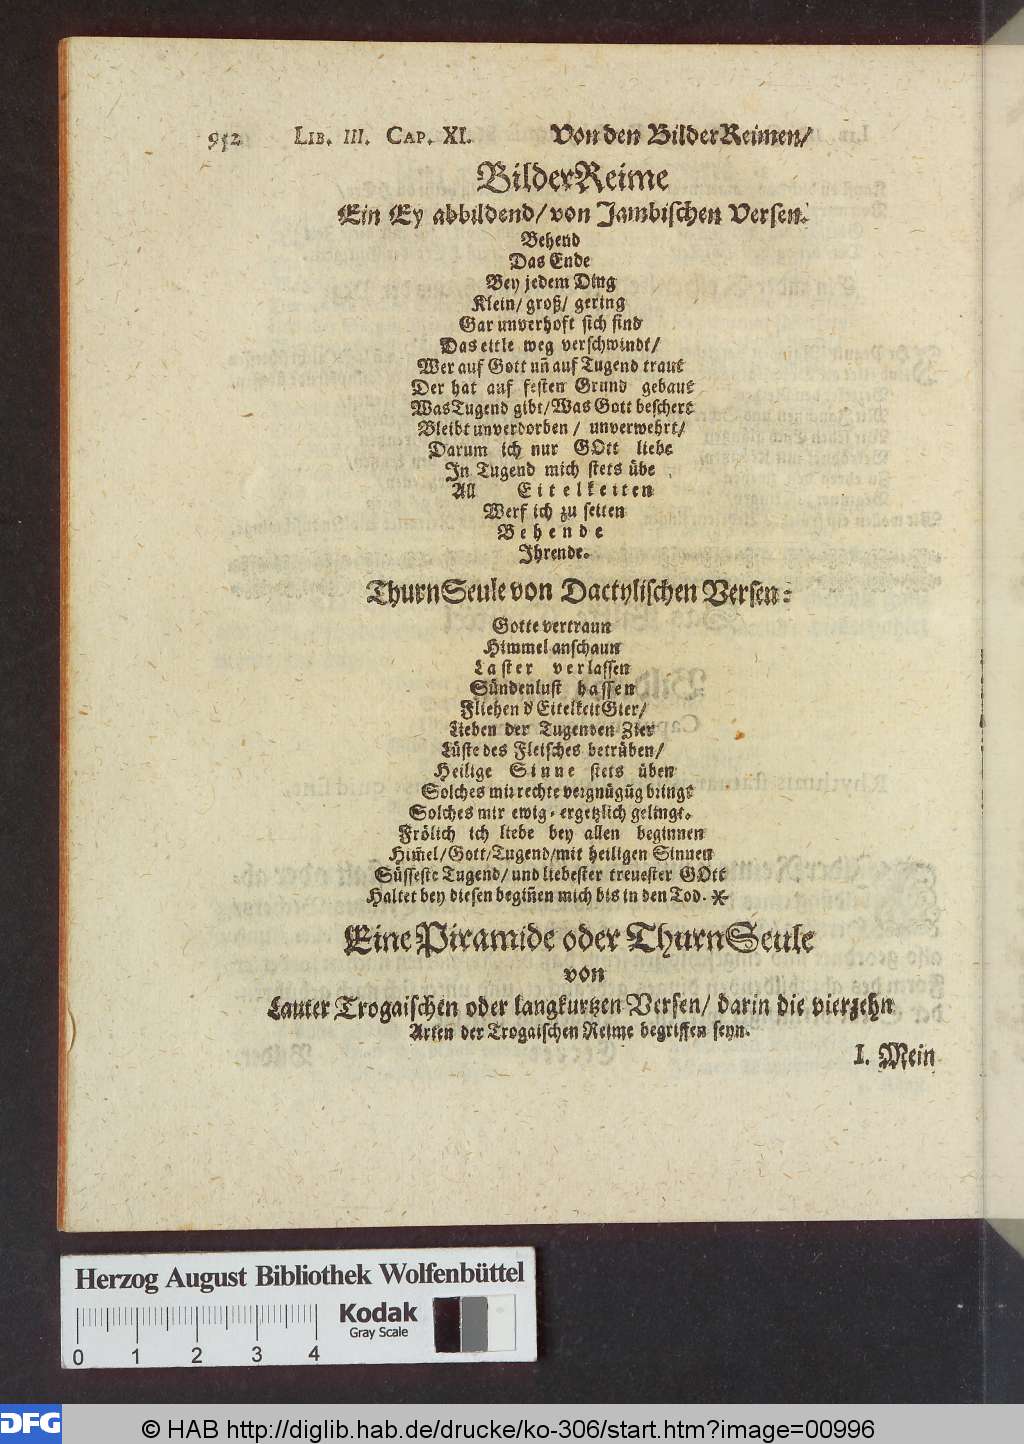 952 LIB. III. CAP. XI. Von den BilderReimen/
BilderReime
Ein Ey abbildend/ von Jambischen Versen.
Behend
Das Ende
Bey jedem Ding
Klein/ groß/ gering
Gar unverhoft sich find
Das eitle weg verschwindt/
Wer auf Gott uñ auf Tugend traut
Der hat auf festen Grund gebaut
Was Tugend gibt/ Was Gott beschert
Bleibt unverdorben/ unverwehrt/
Darum ich nur GOtt liebe
In Tugend mich stets übe
All Eitelkeiten
Werf ich zu seiten
Behende
Ihrende.
ThurnSeule von Dactylischen Versen:
Gotte vertraun
Himmel anschaun
Laster verlassen
Sündenlust hassen
Fliehen d' EitelkeitGier/
Lieben der Tugenden Zier
Lüste des Fleisches betrüben/
Heilige Sinne stets üben
Solches mir rechte vergnügūg bringt
Solches mir ewig-ergetzlich gelingt.
Frölich ich liebe bey allen beginnen
Him̃el/ Gott/ Tugend/ mit heiligen Sinnen
Süsseste Tugend/ und liebester treuester GOtt
Haltet bey diesen begiñen mich bis in den Tod. *
Eine Piramide oder ThurnSeule
von
Lauter Trogaischen oder langkurtzen Versen/ darin die vierzehn
Arten der Trogaischen Reime begriffen seyn.
I. Mein
Herzog August Bibliothek Wolfenbüttel
Kodak
Gray Scale
0 1 2 3 4
DFG
© HAB http://diglib.hab.de/drucke/ko-306/start.htm?image=00996